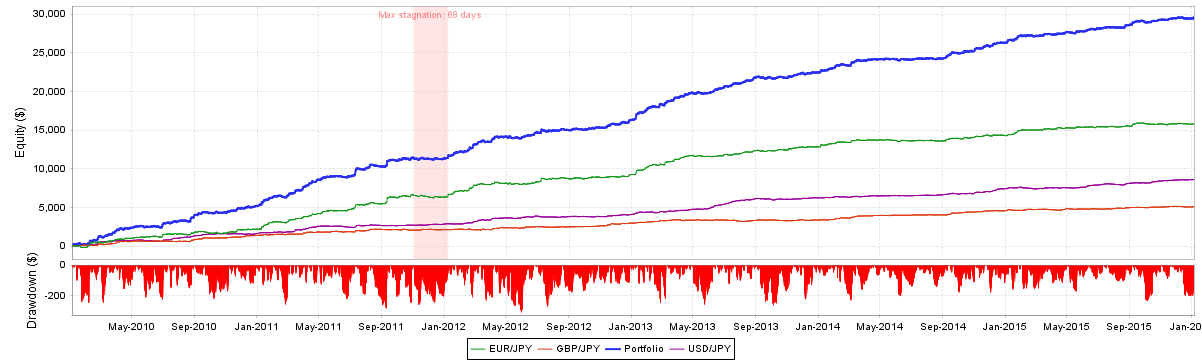 Max stagnation: 68 days
30,000
25,000
20,000
15,000
10,000
5,000
0
Equity ($)
0
-200
Drawdown ($)
May-2010 Sep-2010 Jan-2011 May-2011 Sep-2011 Jan-2012 May-2012 Sep-2012 Jan-2013 May-2013 Sep-2013 Jan-2014 May-2014 Sep-2014 Jan-2015 May-2015 Sep-2015 Jan-20
EUR/JPY GBP/JPY Portfolio USD/JPY